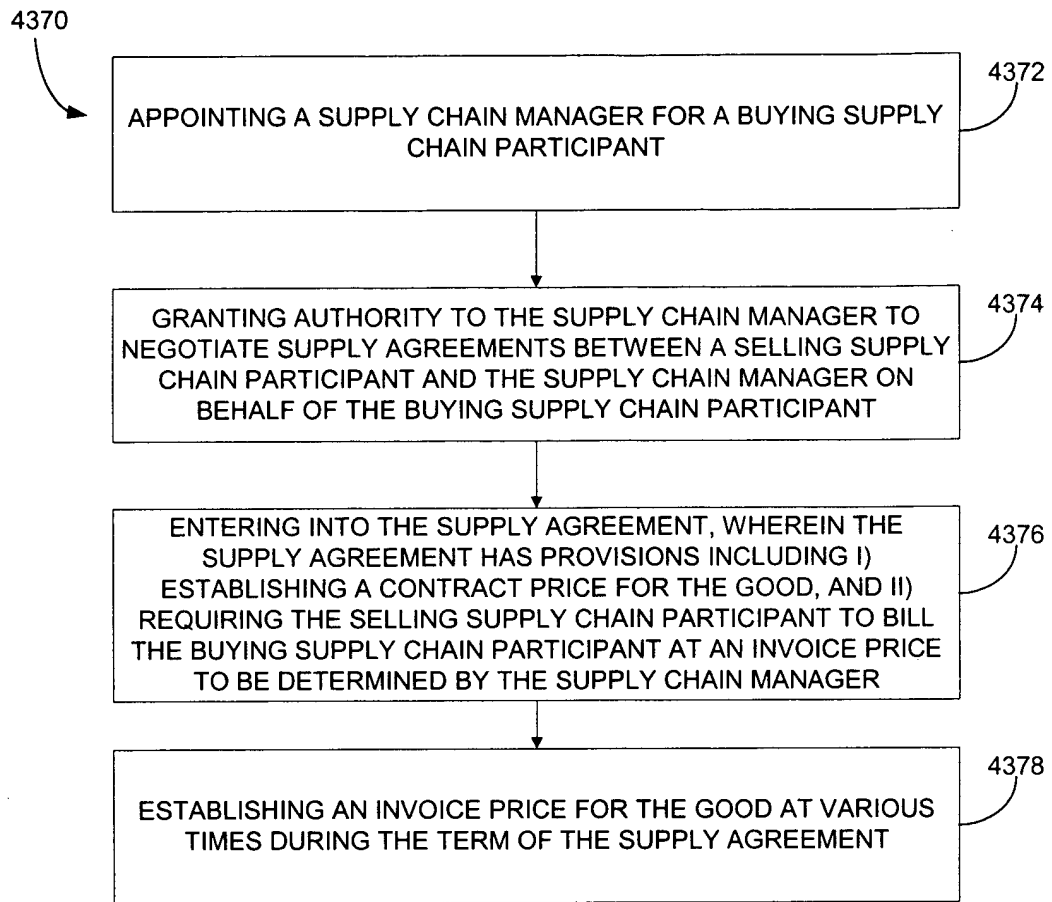 4370
4372
APPOINTING A SUPPLY CHAIN MANAGER FOR A BUYING SUPPLY
CHAIN PARTICIPANT
4374
GRANTING AUTHORITY TO THE SUPPLY CHAIN MANAGER TO
NEGOTIATE SUPPLY AGREEMENTS BETWEEN A SELLING SUPPLY
CHAIN PARTICIPANT AND THE SUPPLY CHAIN MANAGER ON
BEHALF OF THE BUYING SUPPLY CHAIN PARTICIPANT
4376
ENTERING INTO THE SUPPLY AGREEMENT, WHEREIN THE
SUPPLY AGREEMENT HAS PROVISIONS INCLUDING I)
ESTABLISHING A CONTRACT PRICE FOR THE GOOD, AND II)
REQUIRING THE SELLING SUPPLY CHAIN PARTICIPANT TO BILL
THE BUYING SUPPLY CHAIN PARTICIPANT AT AN INVOICE PRICE
TO BE DETERMINED BY THE SUPPLY CHAIN MANAGER
4378
ESTABLISHING AN INVOICE PRICE FOR THE GOOD AT VARIOUS
TIMES DURING THE TERM OF THE SUPPLY AGREEMENT